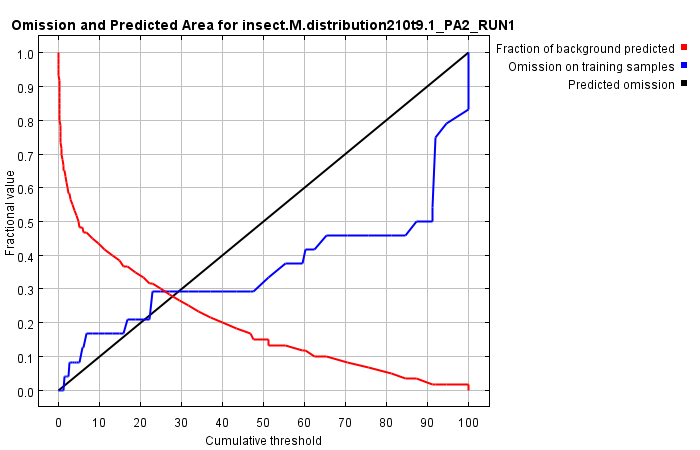 Omission and Predicted Area for insect.M.distribution210t9.1_PA2_RUN1
Fraction of background predicted
Omission on training samples
Predicted omission
Fractional value
1.0
0.9
0.8
0.7
0.6
0.5
0.4
0.3
0.2
0.1
0.0
0 10 20 30 40 50 60 70 80 90 100
Cumulative threshold